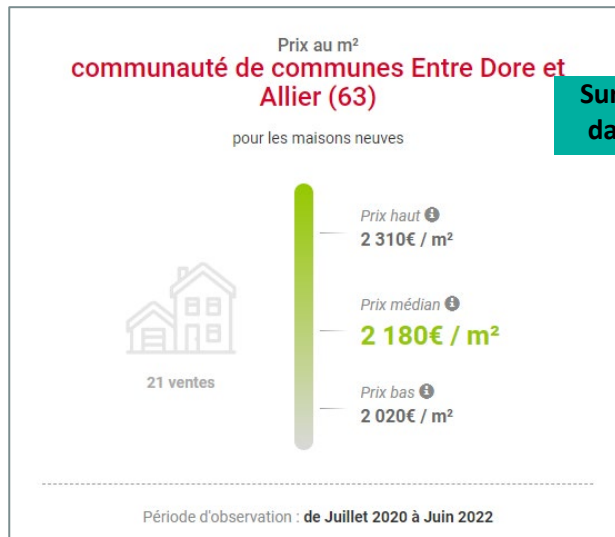 Prix au m²
communauté de communes Entre Dore et
Allier (63)
pour les maisons neuves
Sur
da
Prix haut
2 310€ / m²
Prix médian
2 180€ / m²
21 ventes
Prix bas
2 020€ / m²
Période d'observation : de Juillet 2020 à Juin 2022